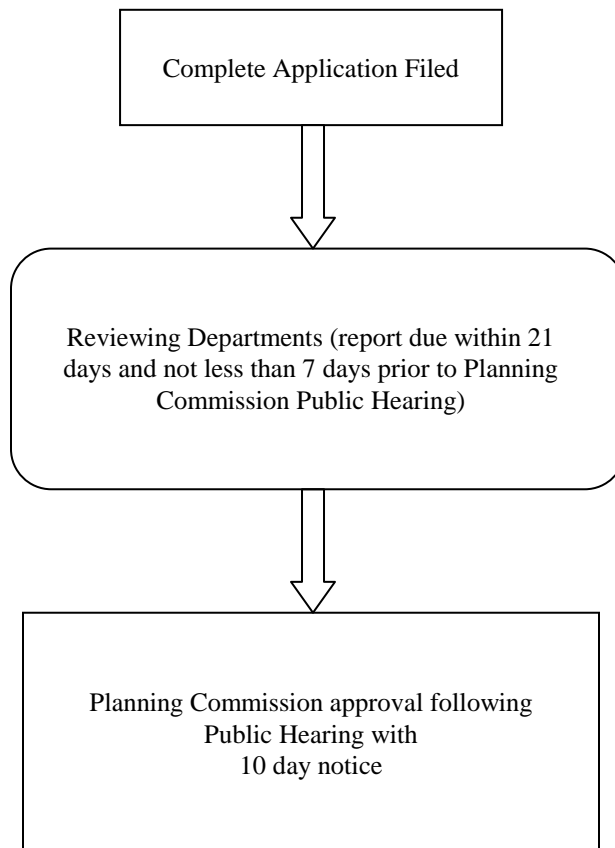 Complete Application Filed
Reviewing Departments (report due within 21
days and not less than 7 days prior to Planning
Commission Public Hearing)
Planning Commission approval following
Public Hearing with
10 day notice